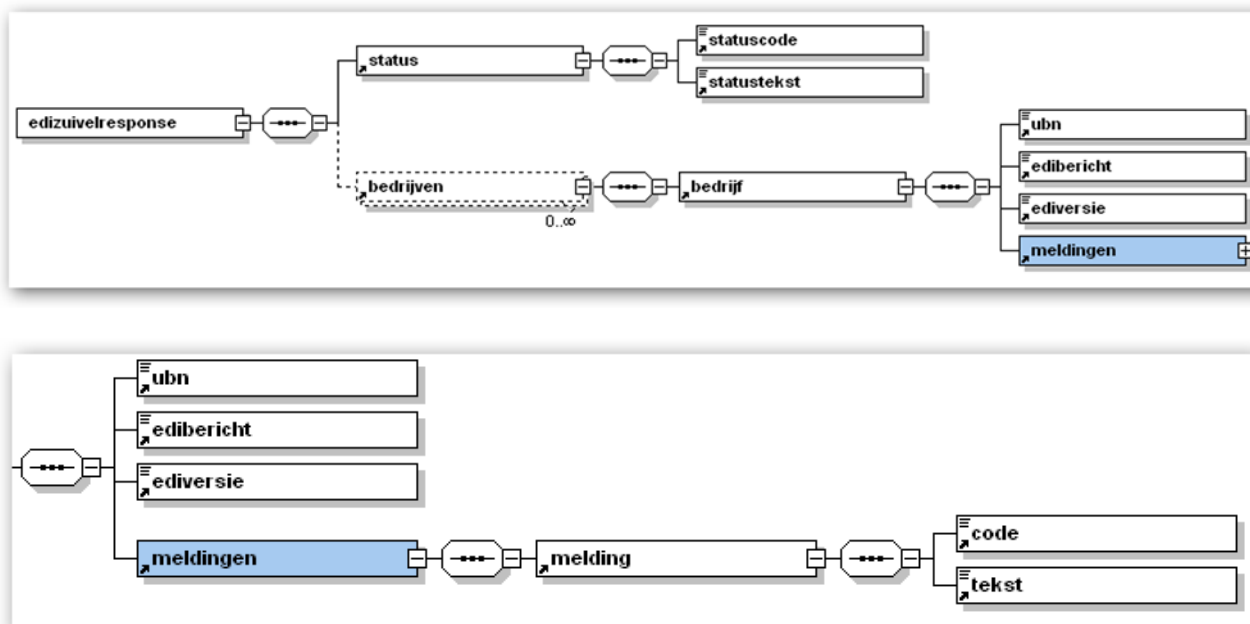 statuscode
status
statustekst
edizuivelresponse
ubn
edibericht
bedrijven
bedrijf
0..∞
ediversie
meldingen
ubn
edibericht
ediversie
meldingen
melding
code
tekst